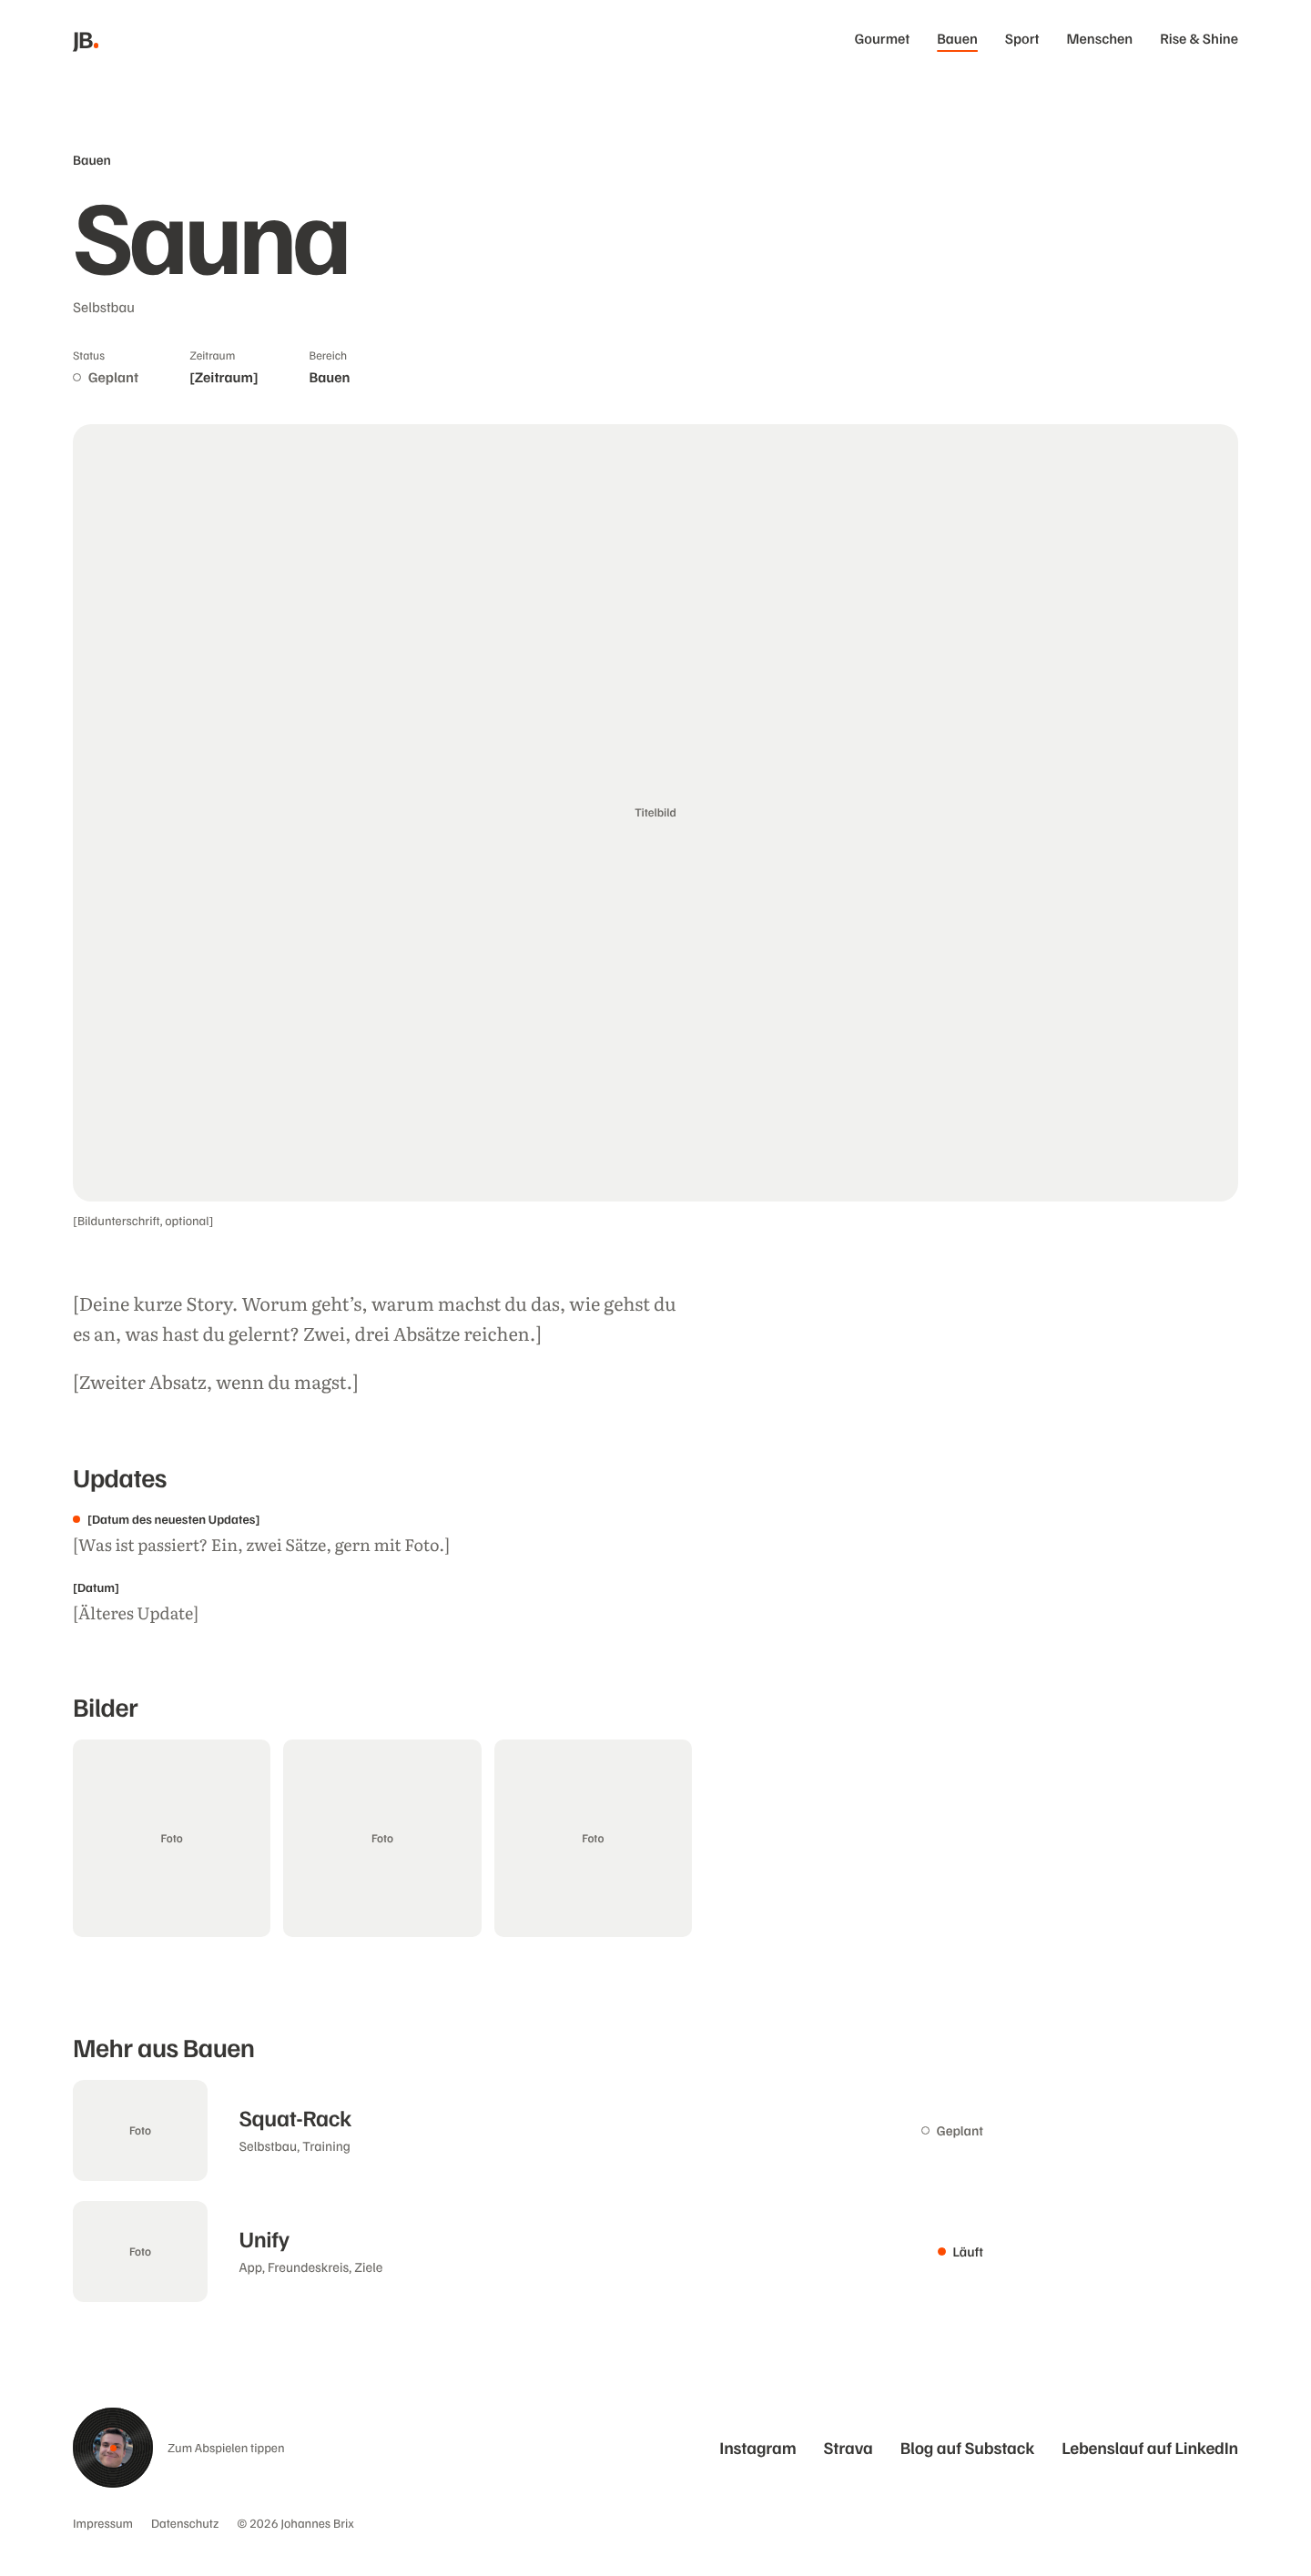 JB.
Gourmet Bauen Sport Menschen Rise & Shine
Bauen
Sauna
Selbstbau
Status Zeitraum Bereich
Geplant [Zeitraum] Bauen
Titelbild
[Bildunterschrift, optional]
[Deine kurze Story. Worum geht’s, warum machst du das, wie gehst du
es an, was hast du gelernt? Zwei, drei Absätze reichen.]
[Zweiter Absatz, wenn du magst.]
Updates
[Datum des neuesten Updates]
[Was ist passiert? Ein, zwei Sätze, gern mit Foto.]
[Datum]
[Älteres Update]
Bilder
Foto Foto Foto
Mehr aus Bauen
Foto
Squat-Rack
Selbstbau, Training
Geplant
Foto
Unify
App, Freundeskreis, Ziele
Läuft
Zum Abspielen tippen
Instagram Strava Blog auf Substack Lebenslauf auf LinkedIn
Impressum Datenschutz © 2026 Johannes Brix